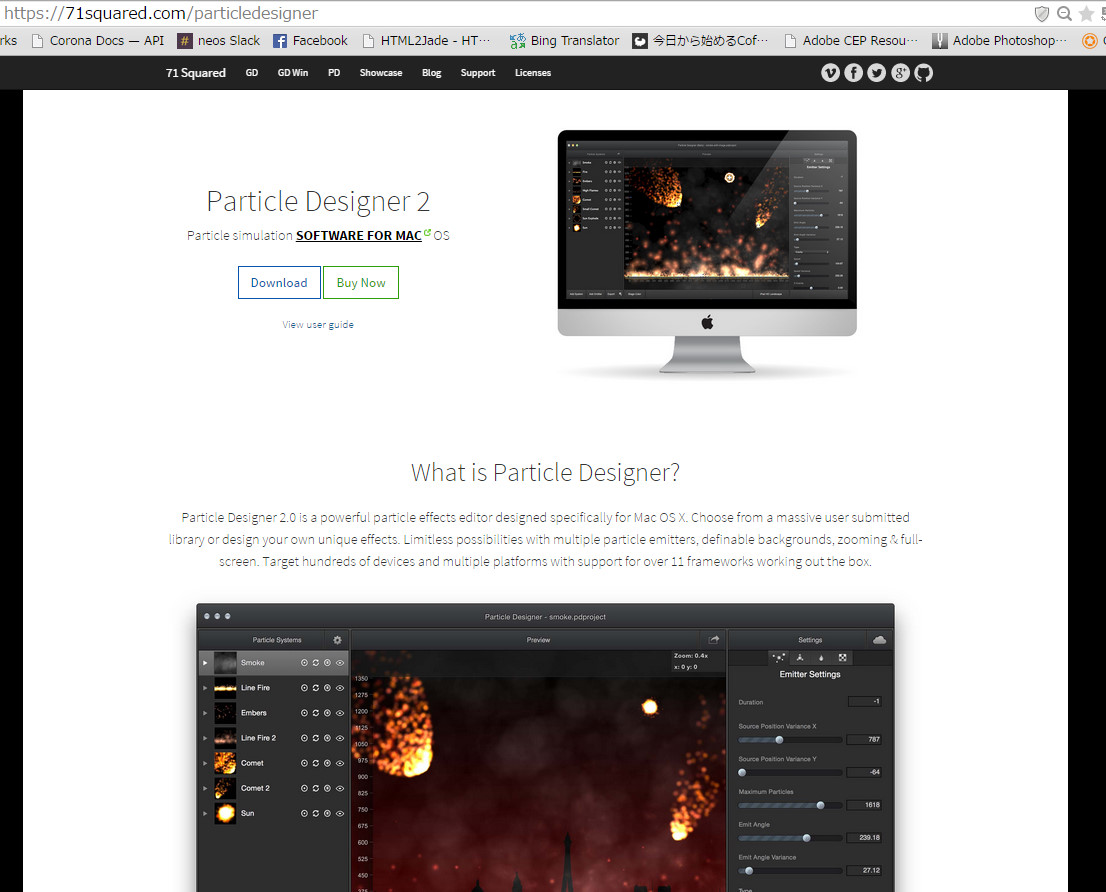 https://71squared.com/particledesigner
rks Corona Docs — API neos Slack Facebook HTML2Jade - HT… Bing Translator 今日から始めるCof… Adobe CEP Resou… Adobe Photoshop…
71 Squared GD GD Win PD Showcase Blog Support Licenses
Particle Designer 2
Particle simulation SOFTWARE FOR MAC OS
Download Buy Now
View user guide
What is Particle Designer?
Particle Designer 2.0 is a powerful particle effects editor designed specifically for Mac OS X. Choose from a massive user submitted
library or design your own unique effects. Limitless possibilities with multiple particle emitters, definable backgrounds, zooming & full-
screen. Target hundreds of devices and multiple platforms with support for over 11 frameworks working out the box.
Particle Designer - smoke.pdproject
Particle Systems Preview Settings
Smoke
Line Fire
Embers
Line Fire 2
Comet
Comet 2
Sun
Zoom: 0.4x
x: 0 y: 0
1350
1275
1200
1125
1050
975
900
825
750
675
600
525
450
375
Emitter Settings
Duration -1
Source Position Variance X
787
Source Position Variance Y
-64
Maximum Particles
1618
Emit Angle
239.18
Emit Angle Variance
27.12
Type